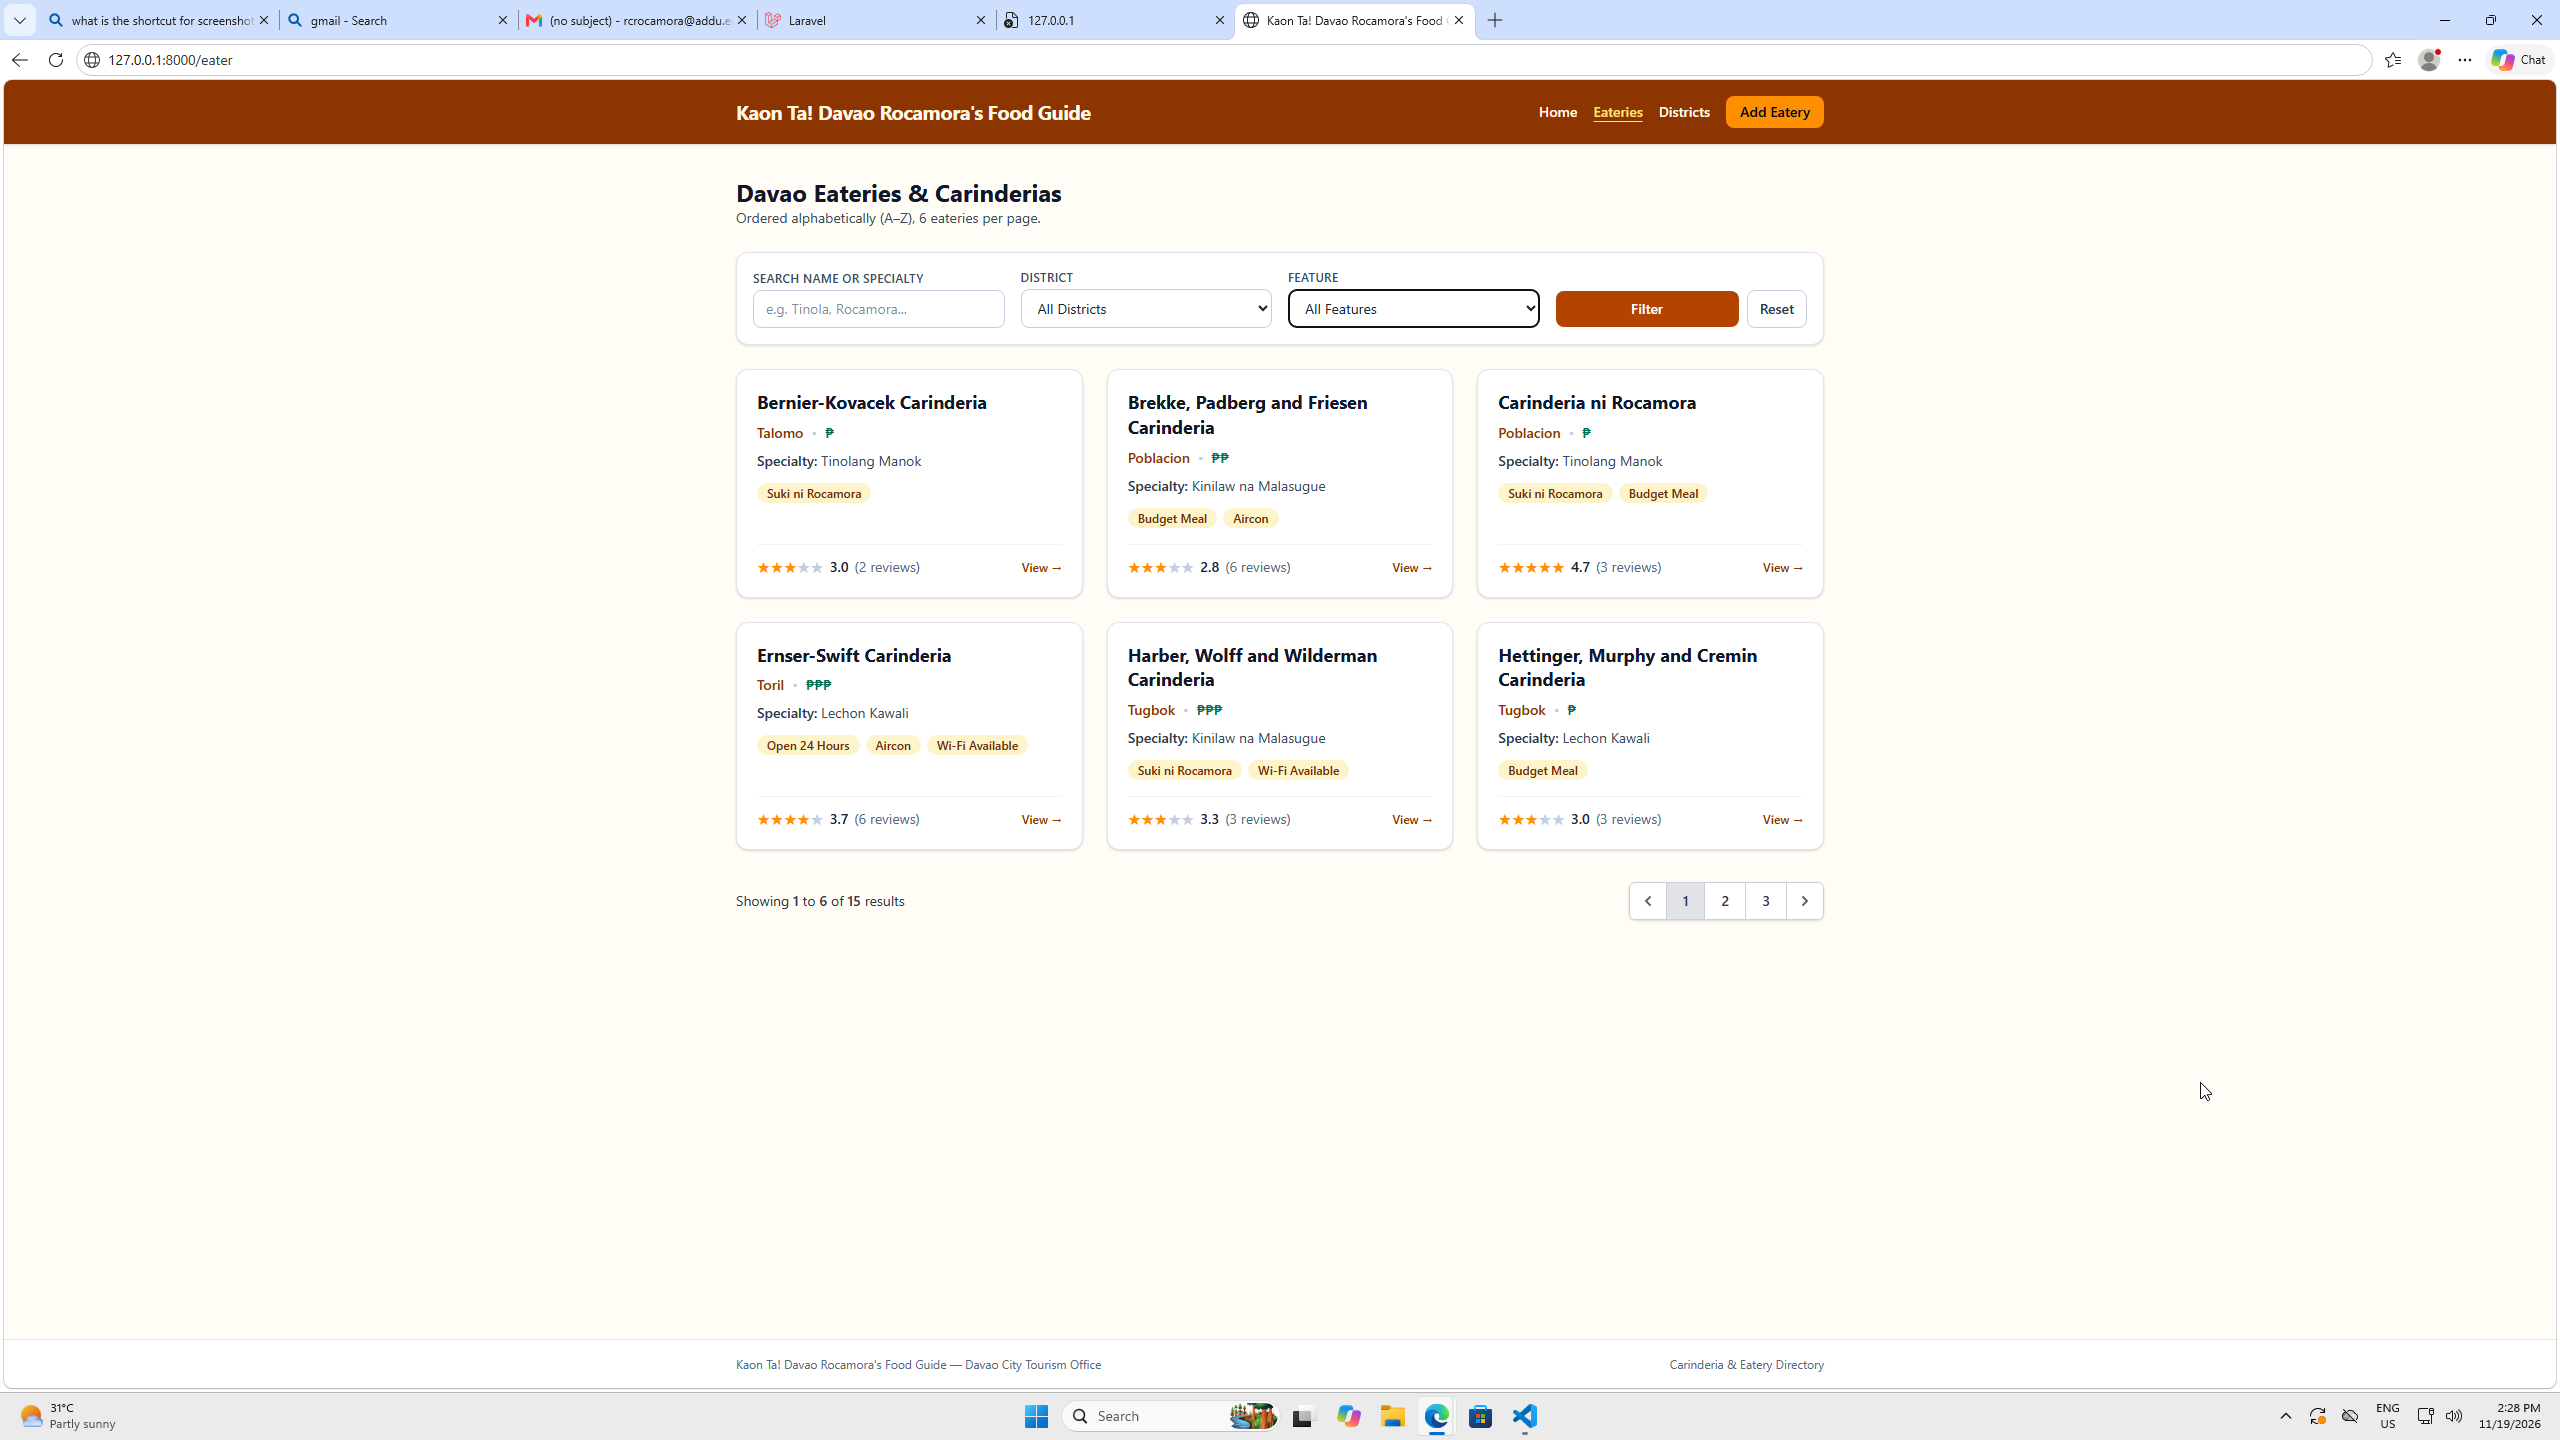 what is the shortcut for screenshot
gmail - Search
(no subject) - rcrocamora@addu.e
Laravel
127.0.0.1
Kaon Ta! Davao Rocamora's Food
127.0.0.1:8000/eater
Chat
Kaon Ta! Davao Rocamora's Food Guide
Home Eateries Districts Add Eatery
Davao Eateries & Carinderias
Ordered alphabetically (A–Z), 6 eateries per page.
SEARCH NAME OR SPECIALTY
e.g. Tinola, Rocamora...
DISTRICT
All Districts
FEATURE
All Features
Filter
Reset
Bernier-Kovacek Carinderia
Talomo • ₱
Specialty: Tinolang Manok
Suki ni Rocamora
★★★★★ 3.0 (2 reviews) View →
Brekke, Padberg and Friesen
Carinderia
Poblacion • ₱₱
Specialty: Kinilaw na Malasugue
Budget Meal Aircon
★★★★★ 2.8 (6 reviews) View →
Carinderia ni Rocamora
Poblacion • ₱
Specialty: Tinolang Manok
Suki ni Rocamora Budget Meal
★★★★★ 4.7 (3 reviews) View →
Ernser-Swift Carinderia
Toril • ₱₱₱
Specialty: Lechon Kawali
Open 24 Hours Aircon Wi-Fi Available
★★★★★ 3.7 (6 reviews) View →
Harber, Wolff and Wilderman
Carinderia
Tugbok • ₱₱₱
Specialty: Kinilaw na Malasugue
Suki ni Rocamora Wi-Fi Available
★★★★★ 3.3 (3 reviews) View →
Hettinger, Murphy and Cremin
Carinderia
Tugbok • ₱
Specialty: Lechon Kawali
Budget Meal
★★★★★ 3.0 (3 reviews) View →
Showing 1 to 6 of 15 results
1 2 3
Kaon Ta! Davao Rocamora's Food Guide — Davao City Tourism Office
Carinderia & Eatery Directory
31°C
Partly sunny
Search
ENG
US
2:28 PM
11/19/2026